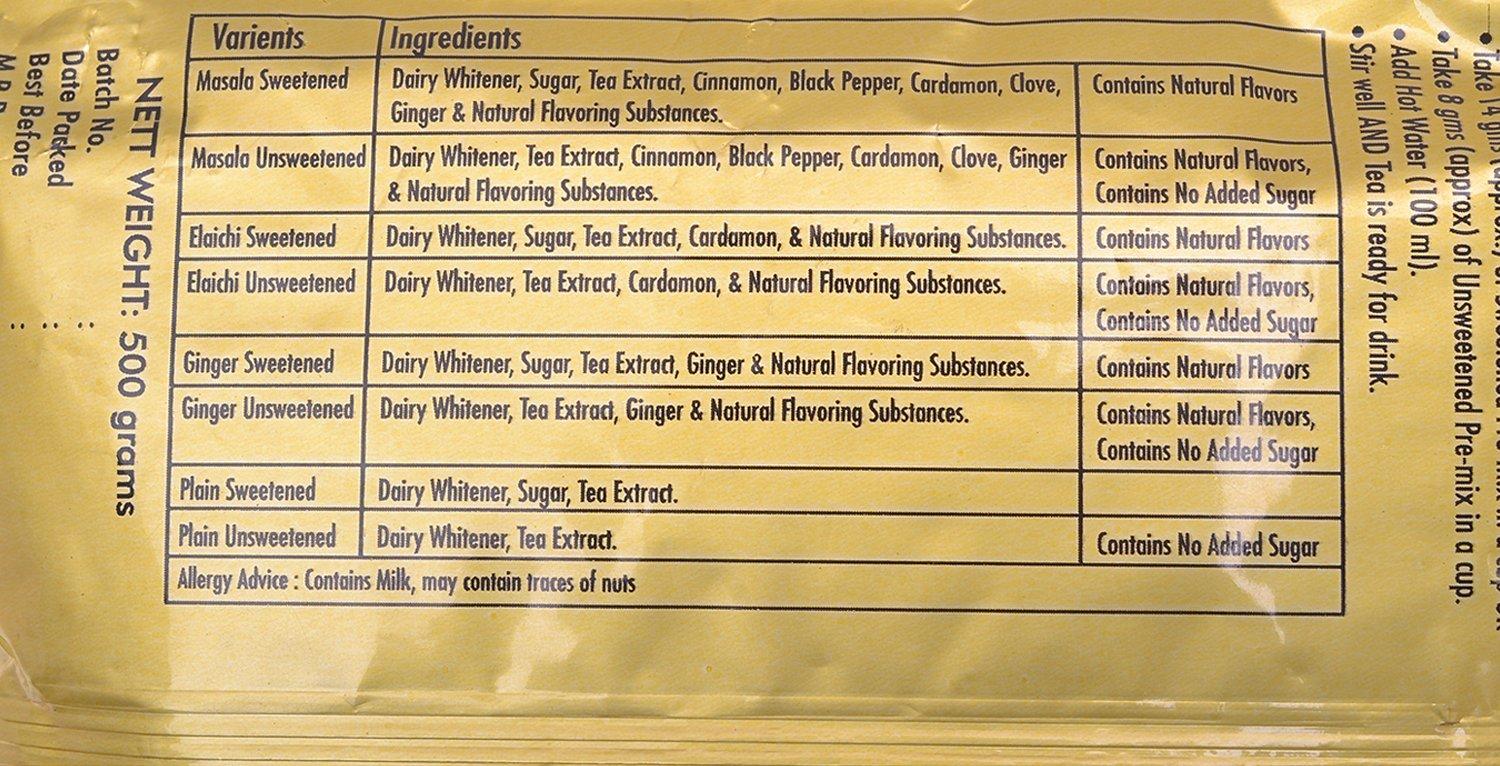 Varients Ingredients
Masala Sweetened Dairy Whitener, Sugar, Tea Extract, Cinnamon, Black Pepper, Cardamon, Clove, Contains Natural Flavors
Ginger & Natural Flavoring Substances.
Masala Unsweetened Dairy Whitener, Tea Extract, Cinnamon, Black Pepper, Cardamon, Clove, Ginger Contains Natural Flavors,
& Natural Flavoring Substances. Contains No Added Sugar
Elaichi Sweetened Dairy Whitener, Sugar, Tea Extract, Cardamon, & Natural Flavoring Substances. Contains Natural Flavors
Elaichi Unsweetened Dairy Whitener, Tea Extract, Cardamon, & Natural Flavoring Substances. Contains Natural Flavors,
Contains No Added Sugar
Ginger Sweetened Dairy Whitener, Sugar, Tea Extract, Ginger & Natural Flavoring Substances. Contains Natural Flavors
Ginger Unsweetened Dairy Whitener, Tea Extract, Ginger & Natural Flavoring Substances. Contains Natural Flavors,
Contains No Added Sugar
Plain Sweetened Dairy Whitener, Sugar, Tea Extract.
Plain Unsweetened Dairy Whitener, Tea Extract. Contains No Added Sugar
Allergy Advice : Contains Milk, may contain traces of nuts
NETT WEIGHT: 500 grams
Batch No. :
Date Packed :
Best Before :
• Take 14 gms
• Take 8 gms (approx) of Unsweetened Pre-mix in a cup.
• Add Hot Water (100 ml).
• Stir well AND Tea is ready for drink.